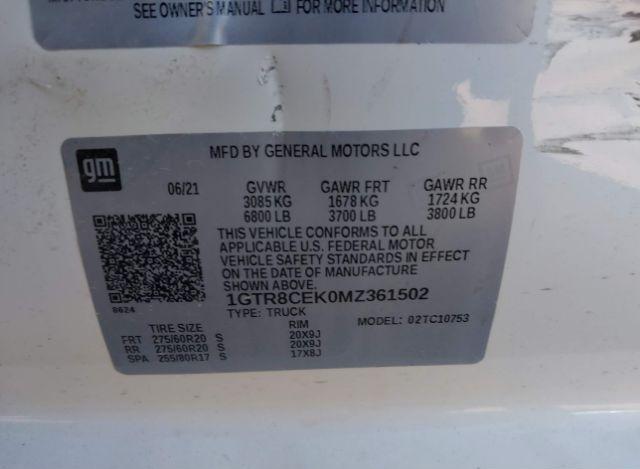 SEE OWNER'S MANUAL FOR MORE INFORMATION
gm
MFD BY GENERAL MOTORS LLC
06/21 GVWR GAWR FRT GAWR RR
3085 KG 1678 KG 1724 KG
6800 LB 3700 LB 3800 LB
THIS VEHICLE CONFORMS TO ALL
APPLICABLE U.S. FEDERAL MOTOR
VEHICLE SAFETY STANDARDS IN EFFECT
ON THE DATE OF MANUFACTURE
SHOWN ABOVE.
8624
1GTR8CEK0MZ361502
TYPE: TRUCK MODEL: 02TC10753
TIRE SIZE RIM
FRT 275/60R20 S 20X9J
RR 275/60R20 S 20X9J
SPA 255/80R17 S 17X8J